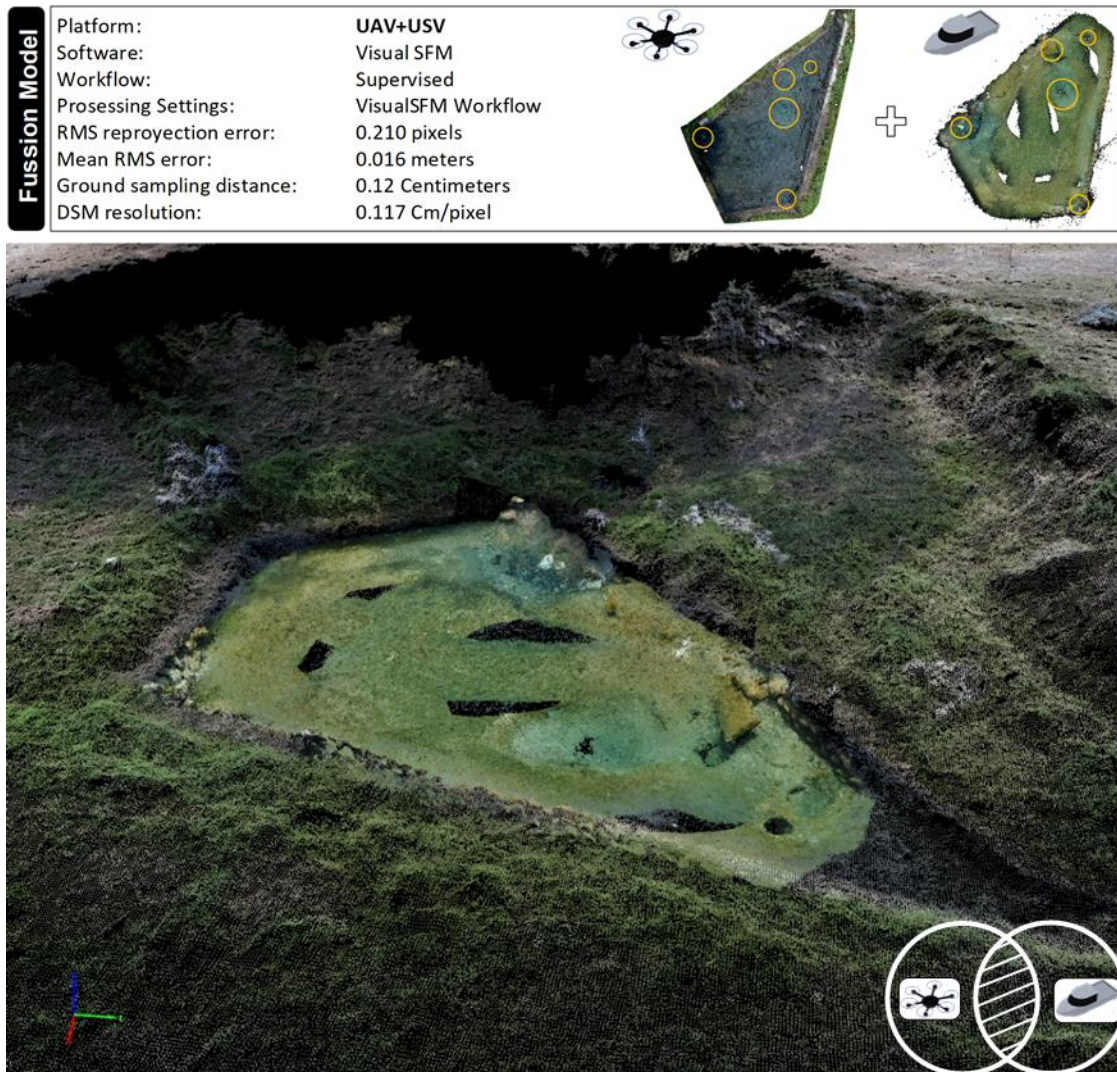 Fussion Model
Platform: UAV+USV
Software: Visual SFM
Workflow: Supervised
Prosessing Settings: VisualSFM Workflow
RMS reproyection error: 0.210 pixels
Mean RMS error: 0.016 meters
Ground sampling distance: 0.12 Centimeters
DSM resolution: 0.117 Cm/pixel